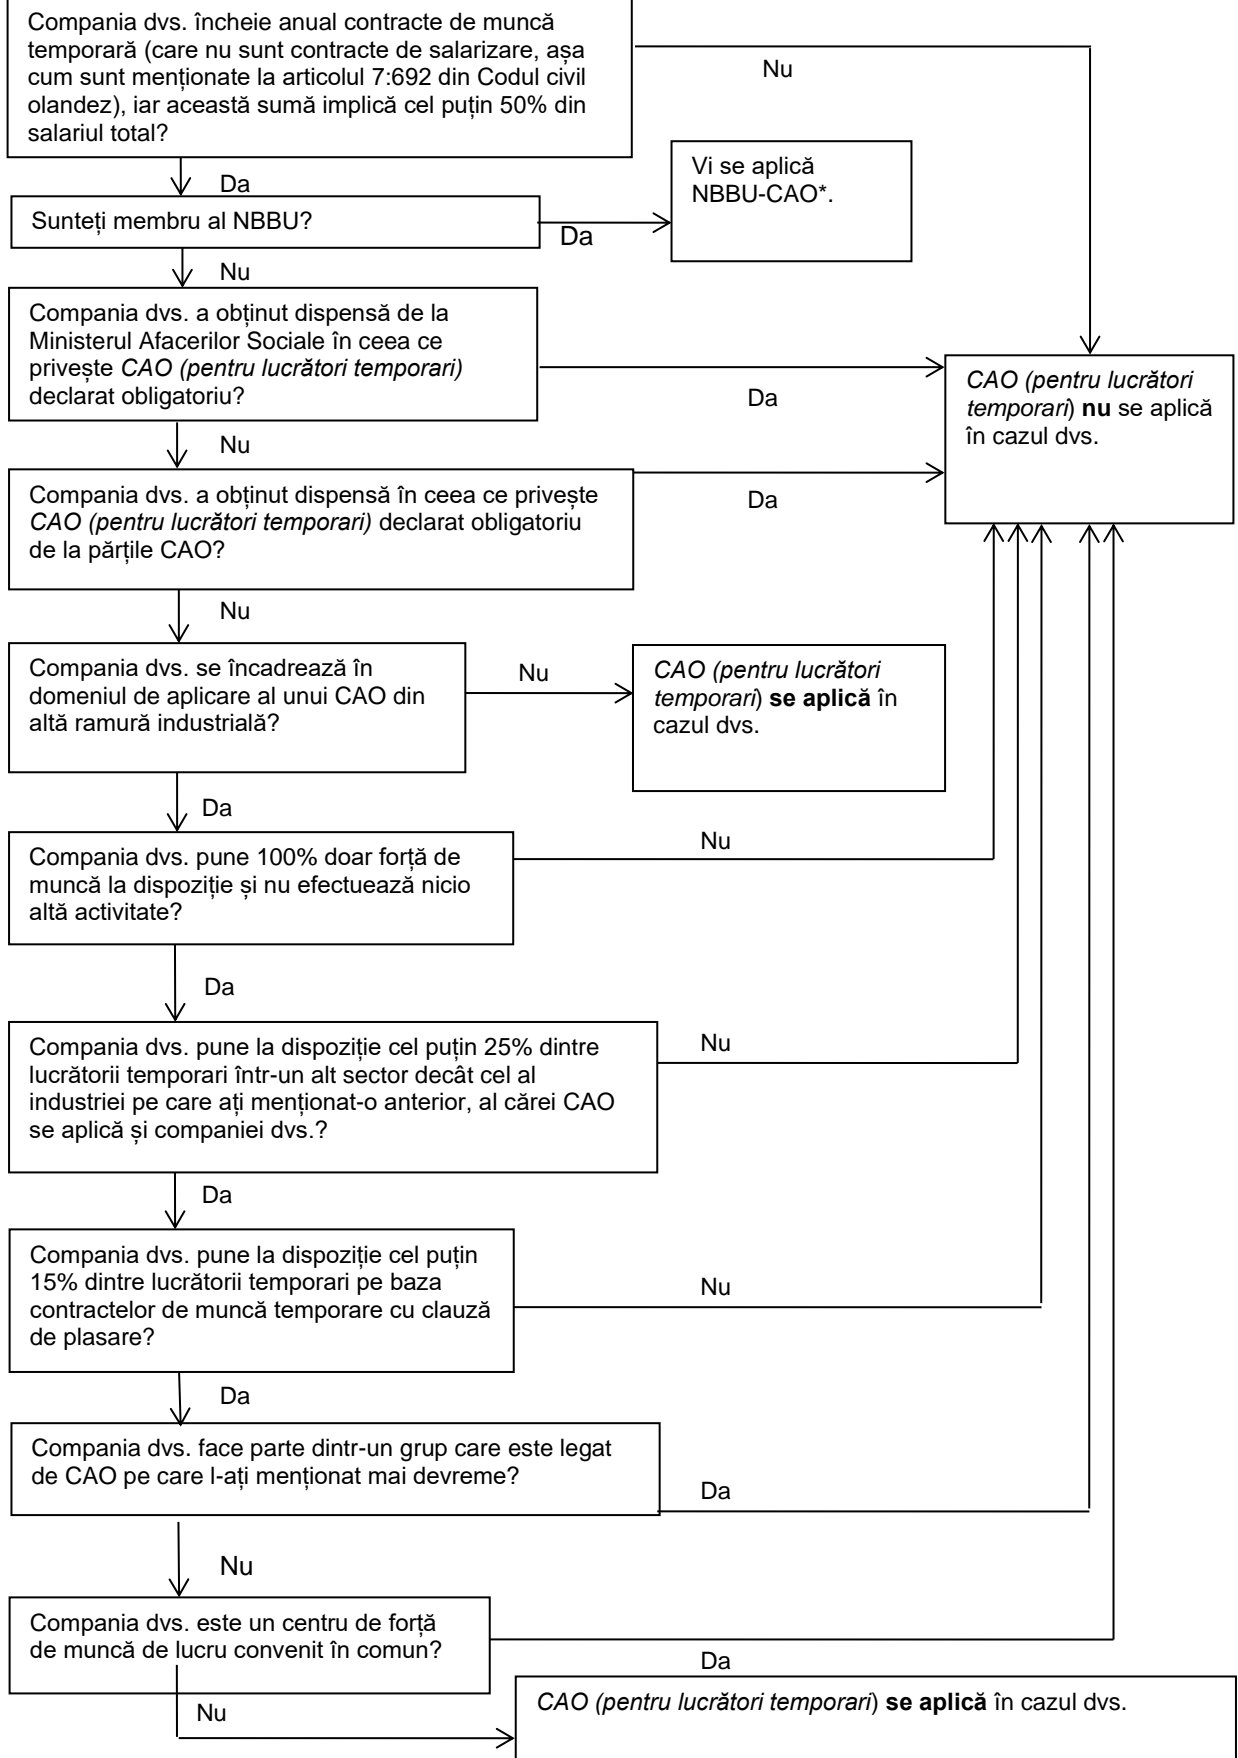 Compania dvs. încheie anual contracte de muncă
temporară (care nu sunt contracte de salarizare, așa
cum sunt menționate la articolul 7:692 din Codul civil
olandez), iar această sumă implică cel puțin 50% din
salariul total?
Nu
Da
Vi se aplică
NBBU-CAO*.
Sunteți membru al NBBU?
Da
Nu
Compania dvs. a obținut dispensă de la
Ministerul Afacerilor Sociale în ceea ce
privește CAO (pentru lucrători temporari)
declarat obligatoriu?
Da
CAO (pentru lucrători
temporari) nu se aplică
în cazul dvs.
Nu
Compania dvs. a obținut dispensă în ceea ce privește
CAO (pentru lucrători temporari) declarat obligatoriu
de la părțile CAO?
Da
Nu
Compania dvs. se încadrează în
domeniul de aplicare al unui CAO din
altă ramură industrială?
Nu
CAO (pentru lucrători
temporari) se aplică în
cazul dvs.
Da
Compania dvs. pune 100% doar forță de
muncă la dispoziție și nu efectuează nicio
altă activitate?
Nu
Da
Compania dvs. pune la dispoziție cel puțin 25% dintre
lucrătorii temporari într-un alt sector decât cel al
industriei pe care ați menționat-o anterior, al cărei CAO
se aplică și companiei dvs.?
Nu
Da
Compania dvs. pune la dispoziție cel puțin
15% dintre lucrătorii temporari pe baza
contractelor de muncă temporare cu clauză
de plasare?
Nu
Da
Compania dvs. face parte dintr-un grup care este legat
de CAO pe care l-ați menționat mai devreme?
Da
Nu
Compania dvs. este un centru de forță
de muncă de lucru convenit în comun?
Da
Nu
CAO (pentru lucrători temporari) se aplică în cazul dvs.